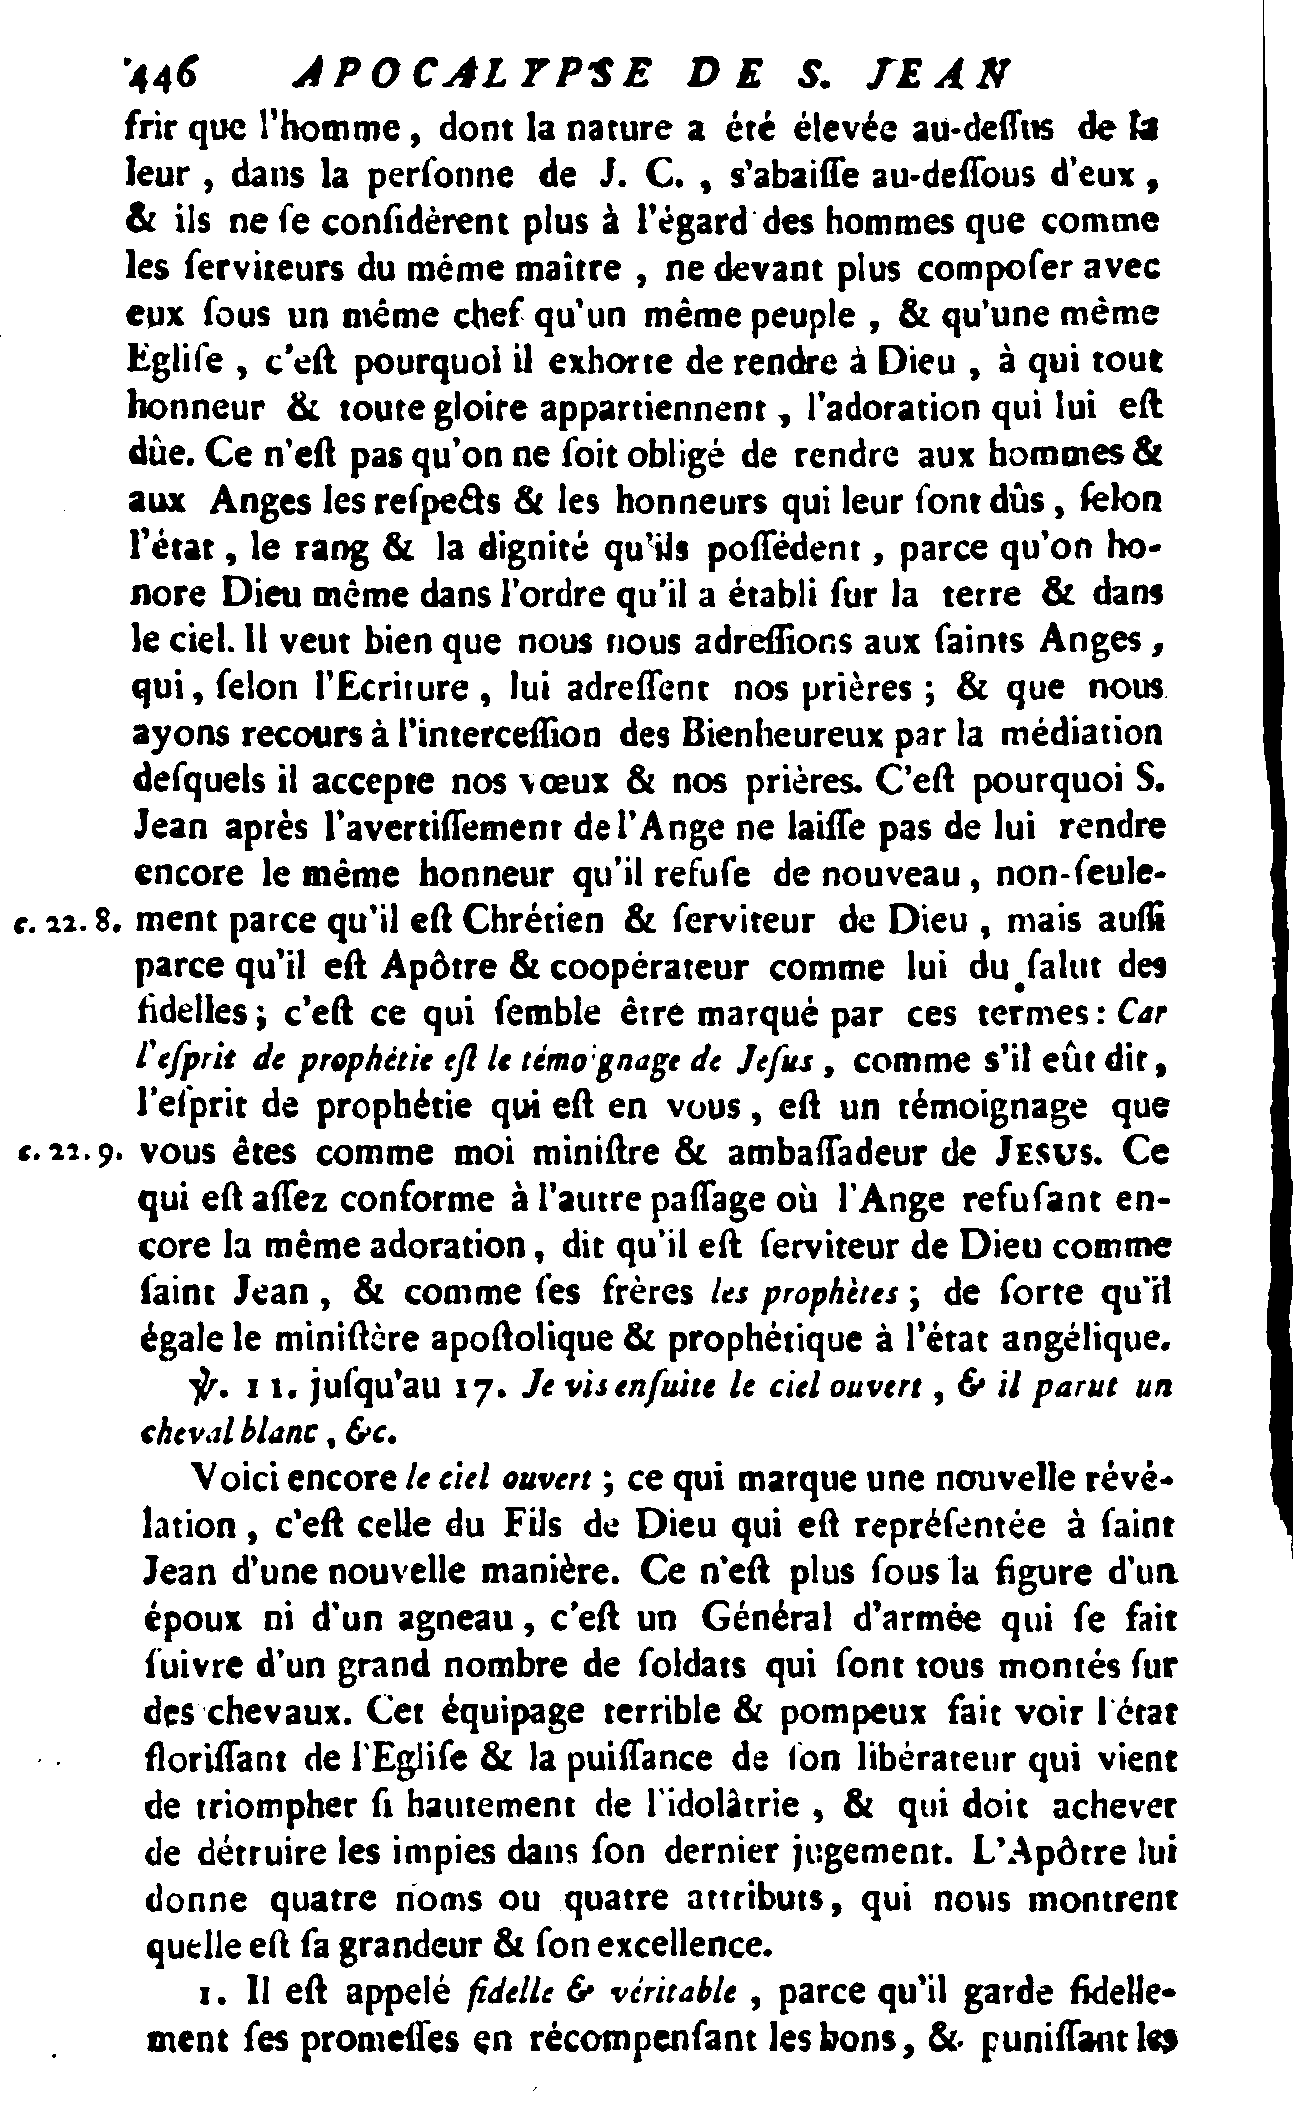 446 APOCALYPSE DE S. JEAN
frir que l'homme, dont la nature a été élevée au-deſſus de la
leur, dans la perſonne de J. C., s'abaiſſe au-deſſous d'eux,
& ils ne ſe conſidèrent plus à l'égard des hommes que comme
les ſerviteurs du même maître, ne devant plus compoſer avec
eux ſous un même chef qu'un même peuple, & qu'une même
Egliſe, c'eſt pourquoi il exhorte de rendre à Dieu, à qui tout
honneur & toute gloire appartiennent, l'adoration qui lui eſt
dûe. Ce n'eſt pas qu'on ne ſoit obligé de rendre aux hommes &
aux Anges les reſpects & les honneurs qui leur ſont dûs, ſelon
l'état, le rang & la dignité qu'ils poſſèdent, parce qu'on ho-
nore Dieu même dans l'ordre qu'il a établi ſur la terre & dans
le ciel. Il veut bien que nous nous adreſſions aux ſaints Anges,
qui, ſelon l'Ecriture, lui adreſſent nos prières; & que nous
ayons recours à l'interceſſion des Bienheureux par la médiation
deſquels il accepte nos vœux & nos prières. C'eſt pourquoi S.
Jean après l'avertiſſement de l'Ange ne laiſſe pas de lui rendre
encore le même honneur qu'il refuſe de nouveau, non-ſeule-
c. 22. 8. ment parce qu'il eſt Chrétien & ſerviteur de Dieu, mais auſſi
parce qu'il eſt Apôtre & coopérateur comme lui du ſalut des
fidelles; c'eſt ce qui ſemble être marqué par ces termes: Car
l'eſprit de prophétie eſt le témoignage de Jeſus, comme s'il eût dit,
l'eſprit de prophétie qui eſt en vous, eſt un témoignage que
c. 22. 9. vous êtes comme moi miniſtre & ambaſſadeur de JESUS. Ce
qui eſt aſſez conforme à l'autre paſſage où l'Ange refuſant en-
core la même adoration, dit qu'il eſt ſerviteur de Dieu comme
ſaint Jean, & comme ſes frères les prophètes; de ſorte qu'il
égale le miniſtère apoſtolique & prophétique à l'état angélique.
℣. 11. juſqu'au 17. Je vis enſuite le ciel ouvert, & il parut un
cheval blanc, &c.
Voici encore le ciel ouvert; ce qui marque une nouvelle révé-
lation, c'eſt celle du Fils de Dieu qui eſt repréſentée à ſaint
Jean d'une nouvelle manière. Ce n'eſt plus ſous la figure d'un
époux ni d'un agneau, c'eſt un Général d'armée qui ſe fait
ſuivre d'un grand nombre de ſoldats qui ſont tous montés ſur
des chevaux. Cet équipage terrible & pompeux fait voir l'état
floriſſant de l'Egliſe & la puiſſance de ſon libérateur qui vient
de triompher ſi hautement de l'idolâtrie, & qui doit achever
de détruire les impies dans ſon dernier jugement. L'Apôtre lui
donne quatre noms ou quatre attributs, qui nous montrent
quelle eſt ſa grandeur & ſon excellence.
1. Il eſt appelé fidelle & véritable, parce qu'il garde fidelle-
ment ſes promeſſes en récompenſant les bons, & puniſſant les